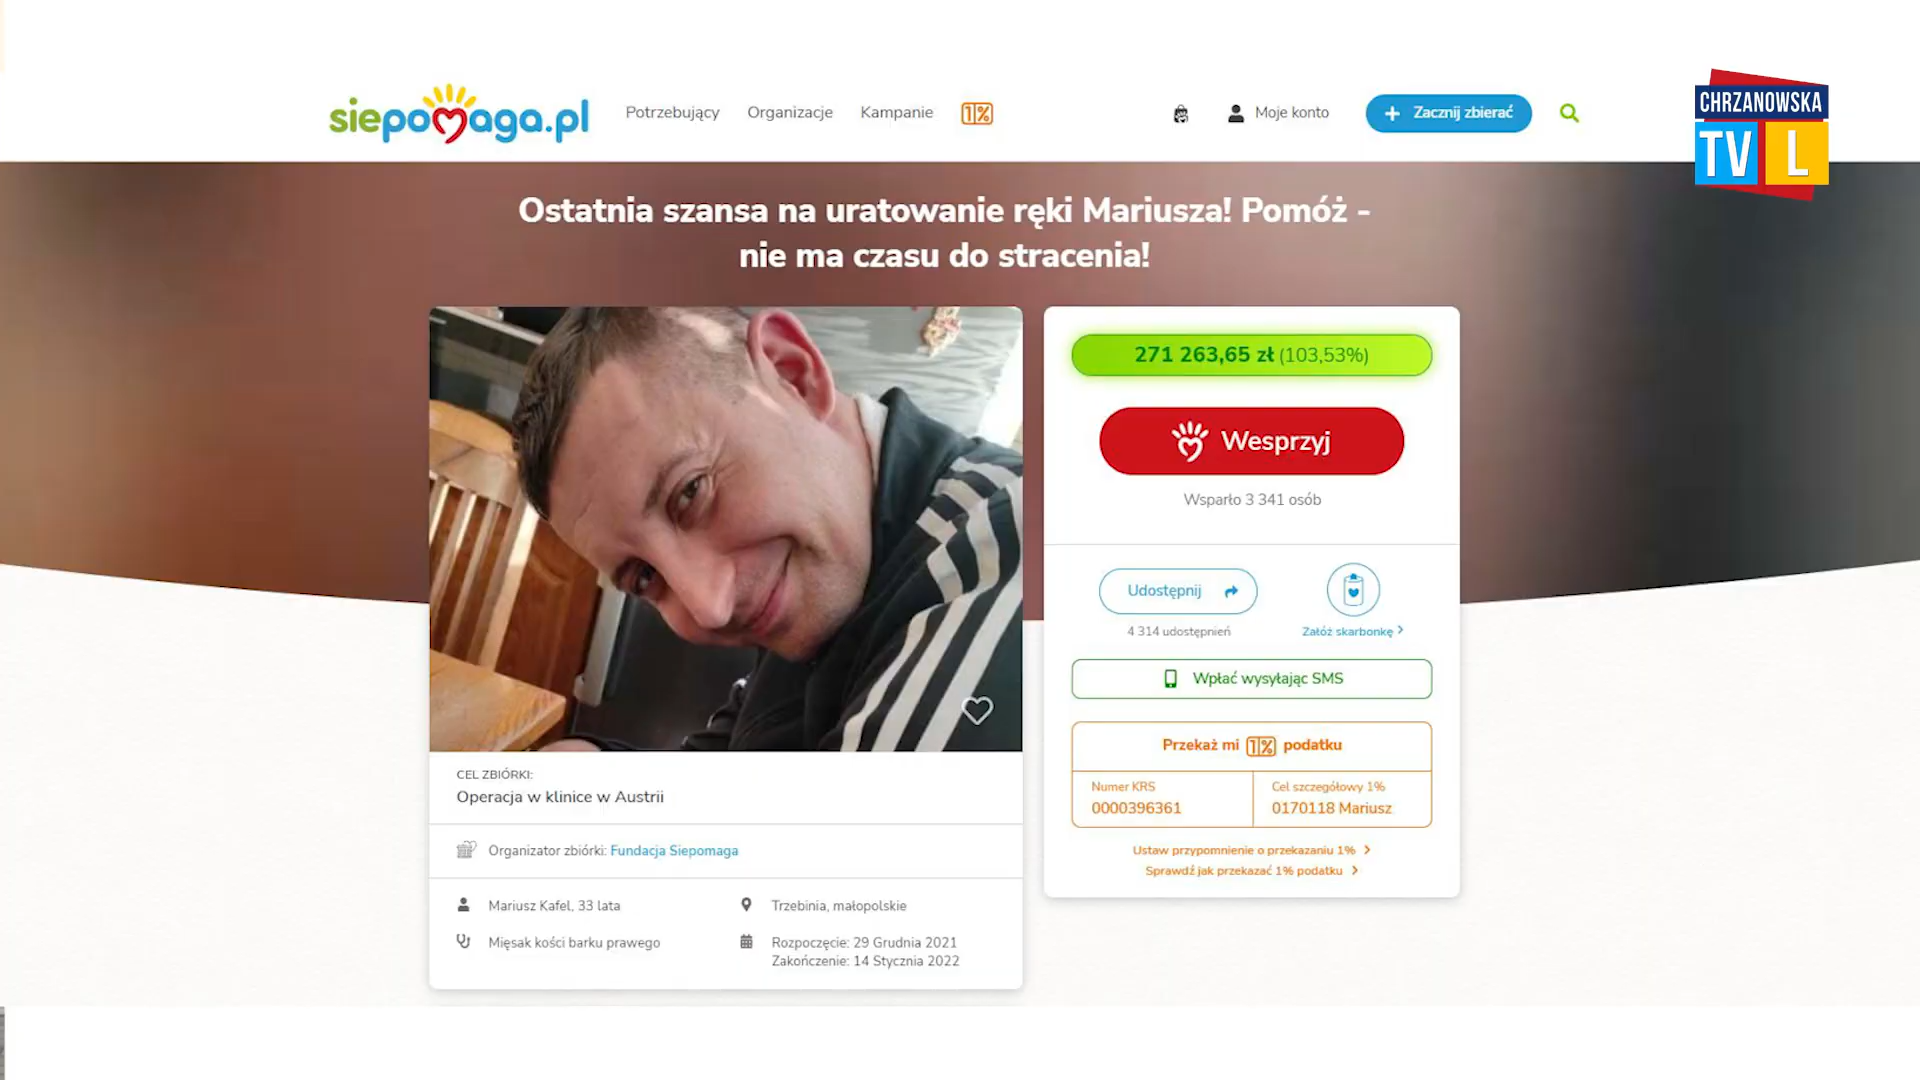 siepomaga.pl
Potrzebujący
Organizacje
Kampanie
1%
Moje konto
Zacznij zbierać
CHRZANOWSKA
TV L
Ostatnia szansa na uratowanie ręki Mariusza! Pomóż -
nie ma czasu do stracenia!
271 263,65 zł (103,53%)
Wesprzyj
Wsparło 3 341 osób
Udostępnij
4 314 udostępnień
Załóż skarbonkę
Wpłać wysyłając SMS
Przekaż mi 1% podatku
Numer KRS
0000396361
Cel szczegółowy 1%
0170118 Mariusz
Ustaw przypomnienie o przekazaniu 1%
Sprawdź jak przekazać 1% podatku
CEL ZBIÓRKI:
Operacja w klinice w Austrii
Organizator zbiórki: Fundacja Siepomaga
Mariusz Kafel, 33 lata
Trzebinia, małopolskie
Mięsak kości barku prawego
Rozpoczęcie: 29 Grudnia 2021
Zakończenie: 14 Stycznia 2022